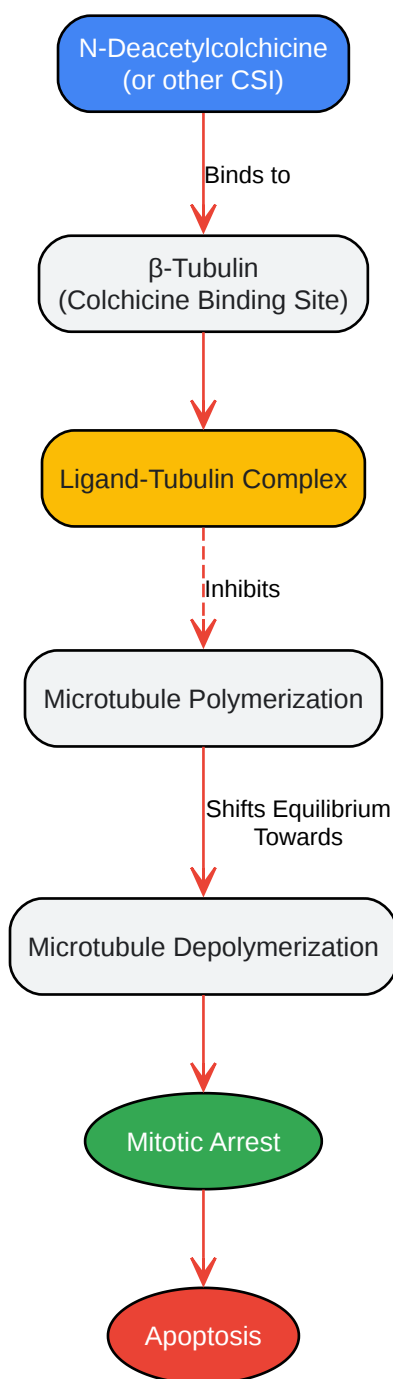 N-Deacetylcolchicine
(or other CSI)
Binds to
β-Tubulin
(Colchicine Binding Site)
Ligand-Tubulin Complex
Inhibits
Microtubule Polymerization
Shifts Equilibrium
Towards
Microtubule Depolymerization
Mitotic Arrest
Apoptosis